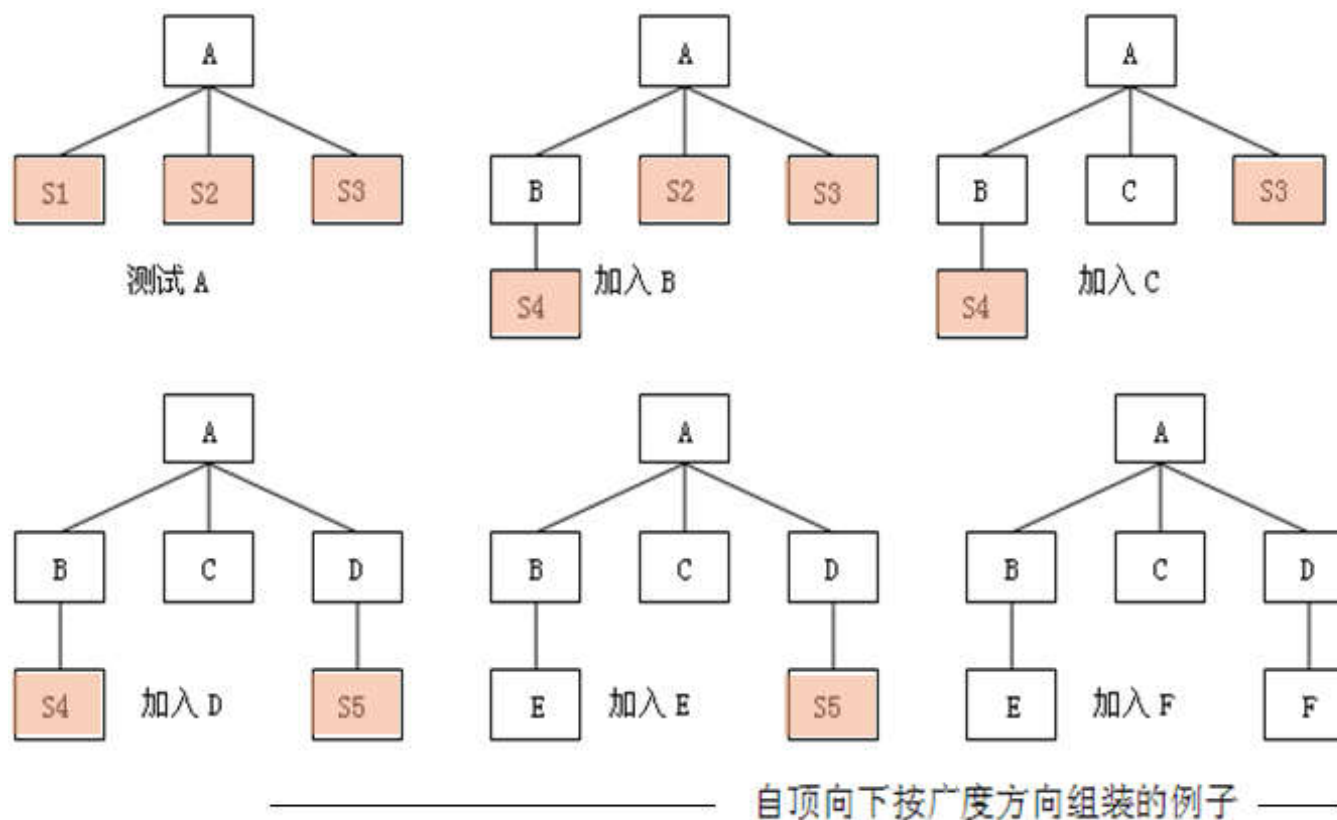 A A A
S1 S2 S3 B S2 S3 B C S3
测试 A S4 加入 B S4 加入 C
A A A
B C D B C D B C D
S4 加入 D S5 E 加入 E S5 E 加入 F F
自顶向下按广度方向组装的例子